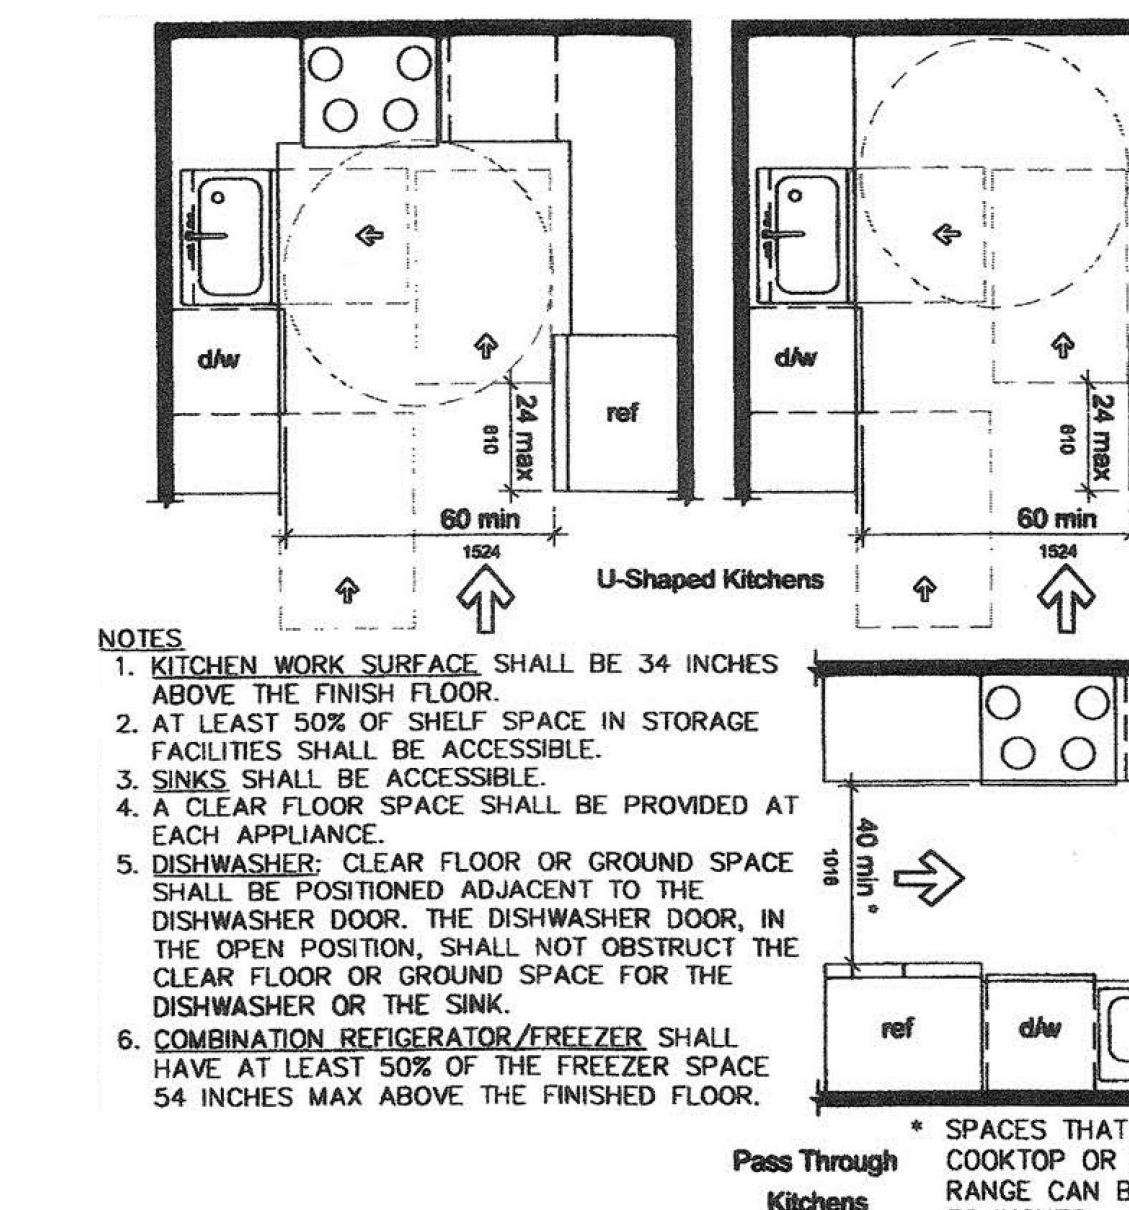 d/w
ref
24 max
610
60 min
1524
U-Shaped Kitchens
d/w
24 max
610
60 min
1524
NOTES
1. KITCHEN WORK SURFACE SHALL BE 34 INCHES
ABOVE THE FINISH FLOOR.
2. AT LEAST 50% OF SHELF SPACE IN STORAGE
FACILITIES SHALL BE ACCESSIBLE.
3. SINKS SHALL BE ACCESSIBLE.
4. A CLEAR FLOOR SPACE SHALL BE PROVIDED AT
EACH APPLIANCE.
5. DISHWASHER: CLEAR FLOOR OR GROUND SPACE
SHALL BE POSITIONED ADJACENT TO THE
DISHWASHER DOOR. THE DISHWASHER DOOR, IN
THE OPEN POSITION, SHALL NOT OBSTRUCT THE
CLEAR FLOOR OR GROUND SPACE FOR THE
DISHWASHER OR THE SINK.
6. COMBINATION REFIGERATOR/FREEZER SHALL
HAVE AT LEAST 50% OF THE FREEZER SPACE
54 INCHES MAX ABOVE THE FINISHED FLOOR.
40 min *
1016
ref
d/w
Pass Through
Kitchens
* SPACES THAT
COOKTOP OR
RANGE CAN B